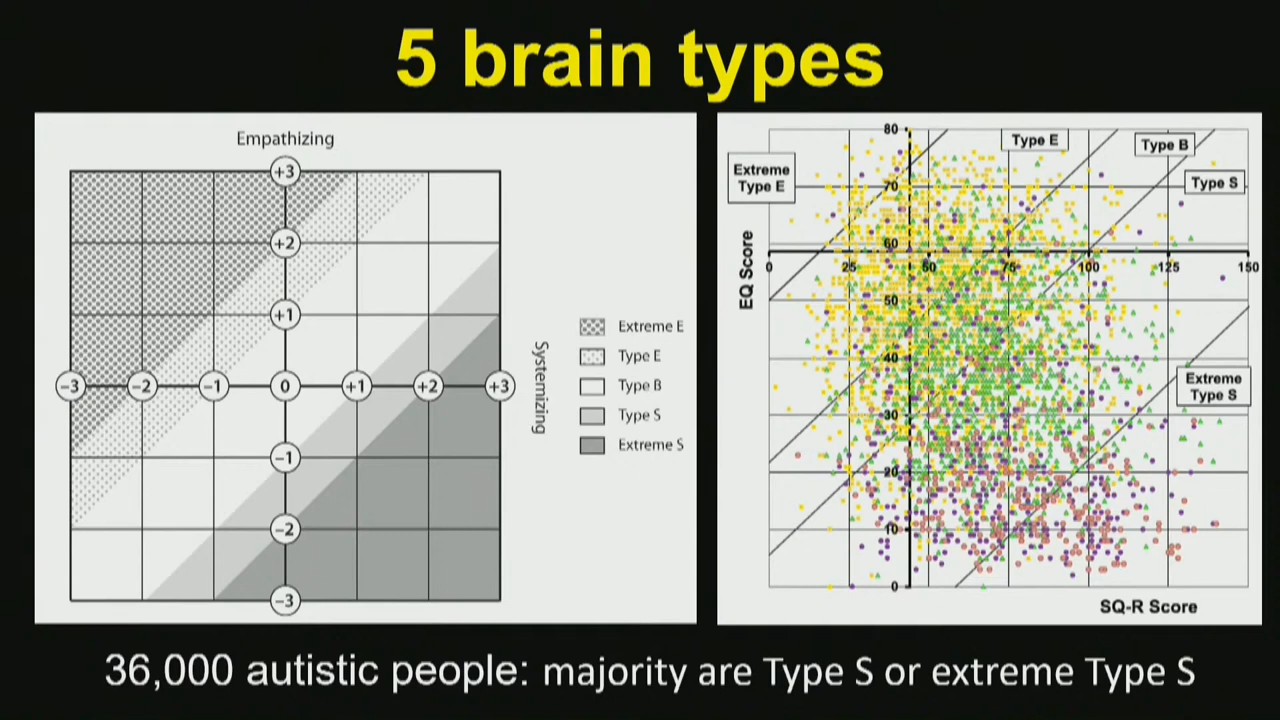 5 brain types
Empathizing
+3
+2
+1
−3 −2 −1 0 +1 +2 +3
−1
−2
−3
Systemizing
Extreme E
Type E
Type B
Type S
Extreme S
80
70
60
50
40
30
20
10
0
0 25 50 75 100 125 150
EQ Score
SQ-R Score
Extreme
Type E
Type E
Type B
Type S
Extreme
Type S
36,000 autistic people: majority are Type S or extreme Type S